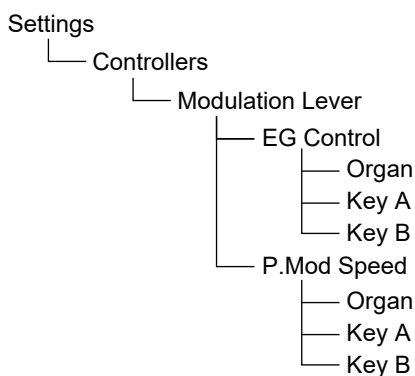 Settings
Controllers
Modulation Lever
EG Control
Organ
Key A
Key B
P.Mod Speed
Organ
Key A
Key B